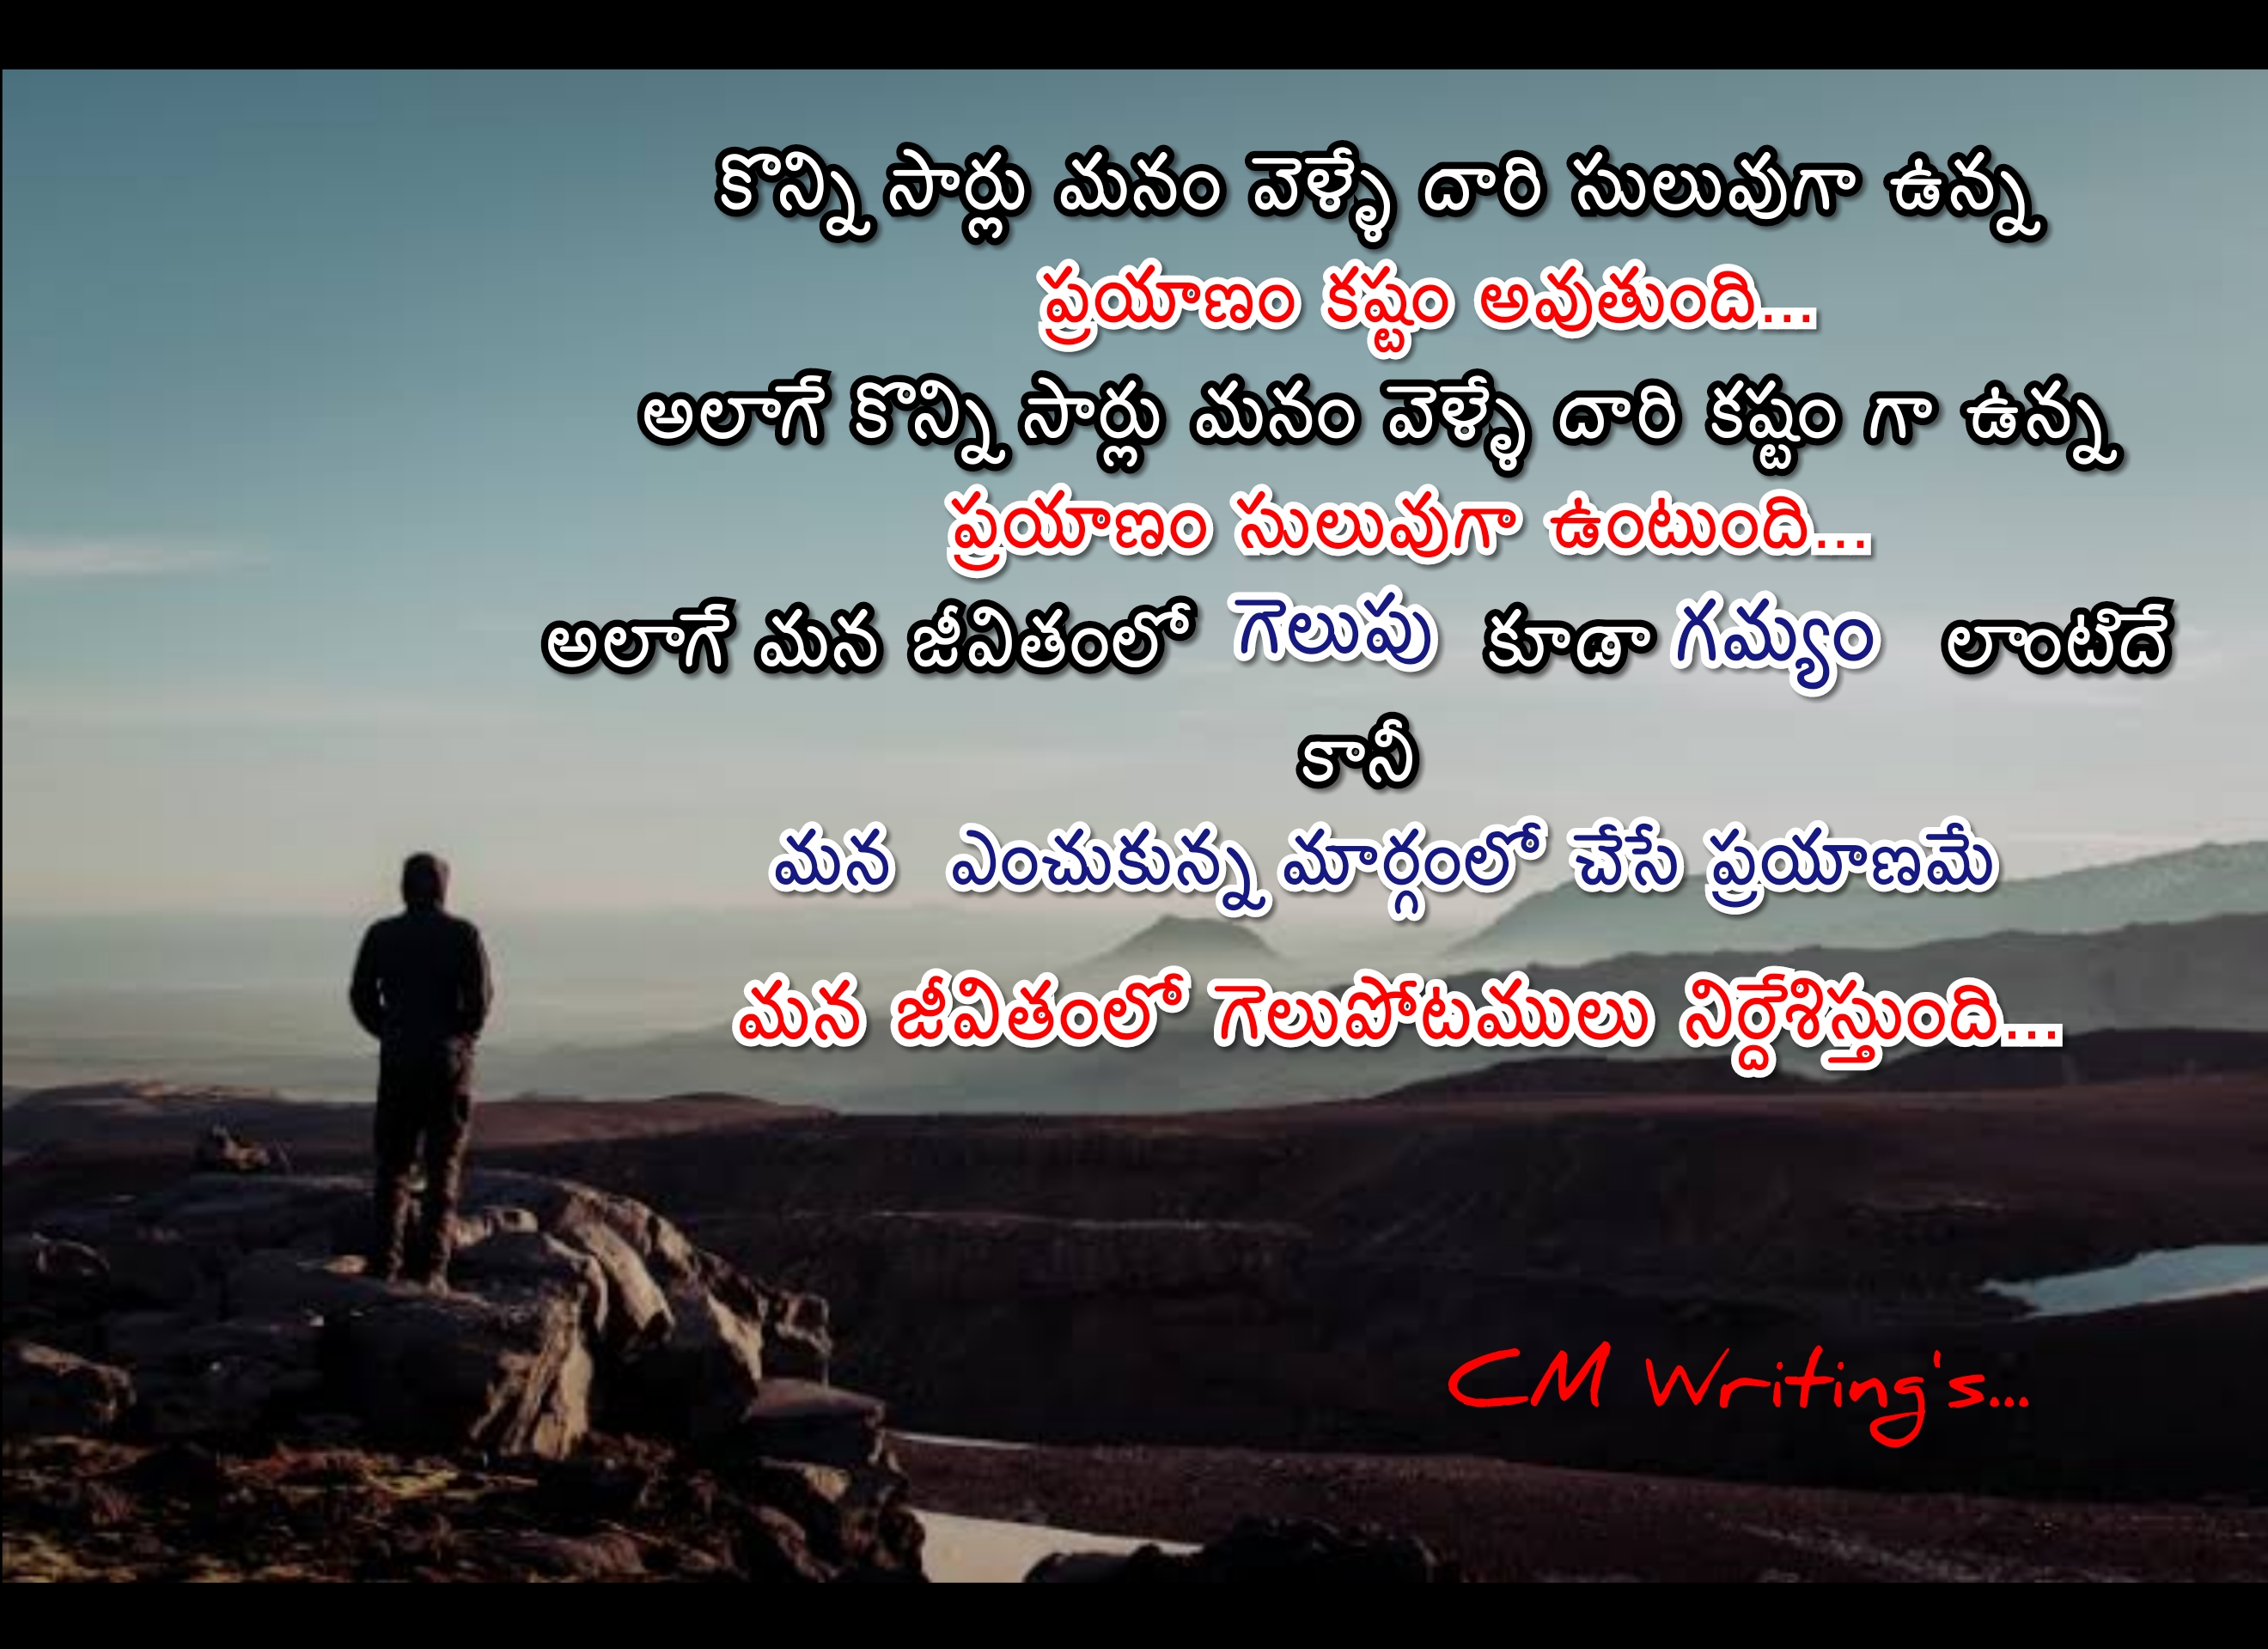 కొన్ని సార్లు మనం వెళ్ళే దారి సులువుగా ఉన్న
ప్రయాణం కష్టం అవుతుంది...
అలాగే కొన్ని సార్లు మనం వెళ్ళే దారి కష్టం గా ఉన్న
ప్రయాణం సులువుగా ఉంటుంది...
అలాగే మన జీవితంలో గెలుపు కూడా గమ్యం లాంటిదే
కానీ
మన ఎంచుకున్న మార్గంలో చేసే ప్రయాణమే
మన జీవితంలో గెలుపోటములు నిర్దేశిస్తుంది...
CM Writing's...